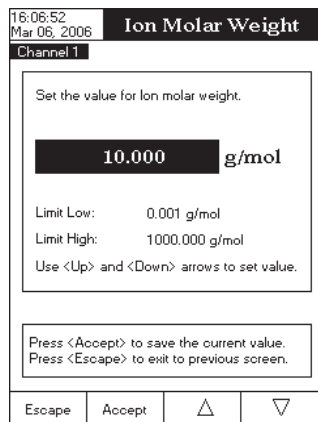 16:06:52
Mar 06, 2006
Ion Molar Weight
Channel 1
Set the value for Ion molar weight.
10.000 g/mol
Limit Low: 0.001 g/mol
Limit High: 1000.000 g/mol
Use <Up> and <Down> arrows to set value.
Press <Accept> to save the current value.
Press <Escape> to exit to previous screen.
Escape Accept △ ▽